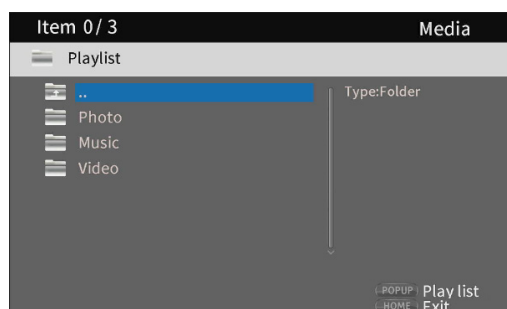 Item 0/3
Media
Playlist
..
Type:Folder
Photo
Music
Video
POPUP Play list
HOME Exit